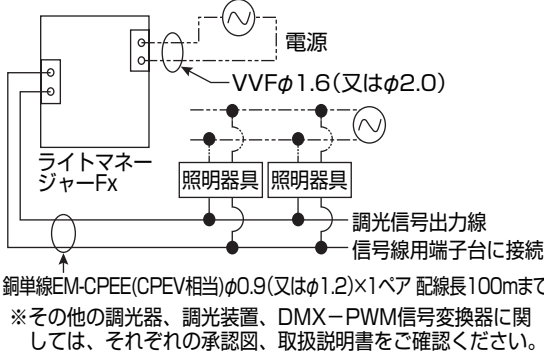 電源
VVFφ1.6(又はφ2.0)
ライトマネー
ジャーFx
照明器具
照明器具
調光信号出力線
信号線用端子台に接続
銅単線EM-CPEE(CPEV相当)φ0.9(又はφ1.2)×1ペア 配線長100mまで
※その他の調光器、調光装置、DMX－PWM信号変換器に関
しては、それぞれの承認図、取扱説明書をご確認ください。